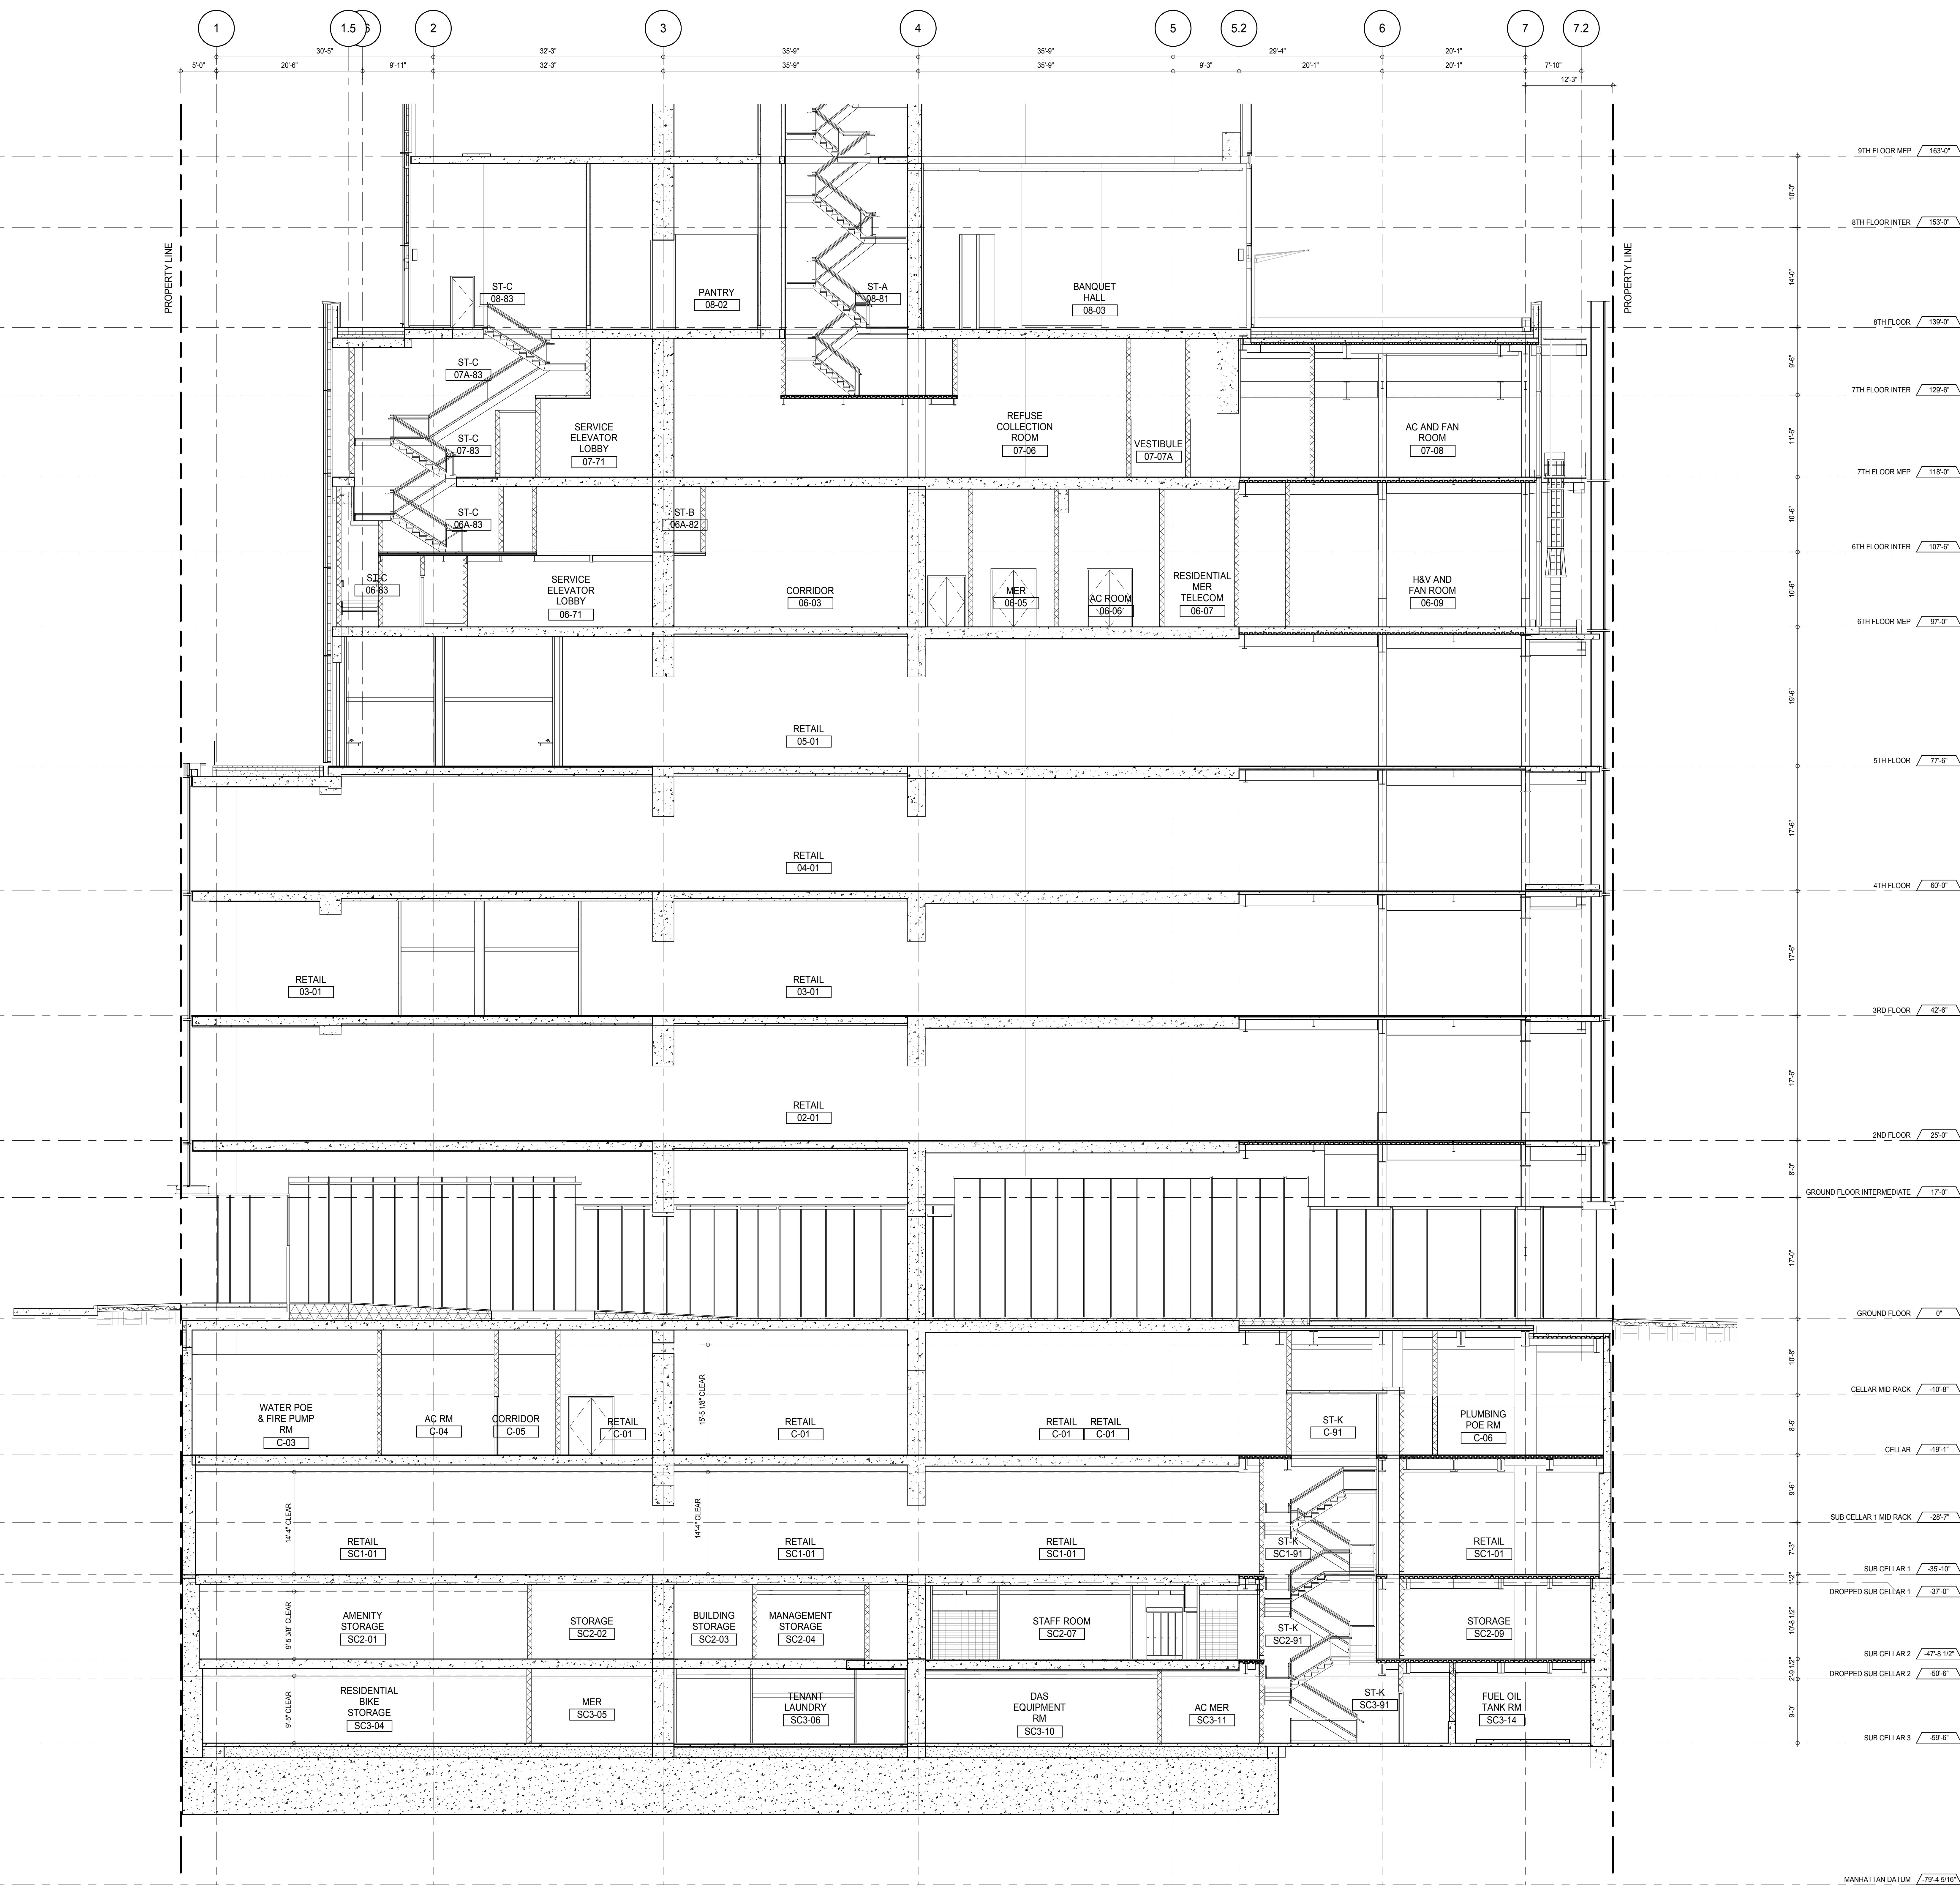 1 1.5 2 3 4 5 5.2 6 7 7.2
30'-5" 32'-3" 35'-9" 35'-9" 29'-4" 20'-1"
5'-0" 20'-6" 9'-11" 32'-3" 35'-9" 35'-9" 9'-3" 20'-1" 20'-1" 7'-10"
12'-3"
PROPERTY LINE
PROPERTY LINE
9TH FLOOR MEP 163'-0"
10'-0"
8TH FLOOR INTER 153'-0"
14'-0"
8TH FLOOR 139'-0"
9'-6"
7TH FLOOR INTER 129'-6"
11'-6"
7TH FLOOR MEP 118'-0"
10'-6"
6TH FLOOR INTER 107'-6"
10'-6"
6TH FLOOR MEP 97'-0"
19'-6"
5TH FLOOR 77'-6"
17'-6"
4TH FLOOR 60'-0"
17'-6"
3RD FLOOR 42'-6"
17'-6"
2ND FLOOR 25'-0"
8'-0"
GROUND FLOOR INTERMEDIATE 17'-0"
17'-0"
GROUND FLOOR 0"
10'-8"
CELLAR MID RACK -10'-8"
8'-5"
CELLAR -19'-1"
9'-6"
SUB CELLAR 1 MID RACK -28'-7"
7'-3"
SUB CELLAR 1 -35'-10"
1'-2"
DROPPED SUB CELLAR 1 -37'-0"
10'-8 1/2"
SUB CELLAR 2 -47'-8 1/2"
2'-9 1/2"
DROPPED SUB CELLAR 2 -50'-6"
9'-0"
SUB CELLAR 3 -59'-6"
MANHATTAN DATUM -79'-4 5/16"
ST-C
08-83
PANTRY
08-02
ST-A
08-81
BANQUET
HALL
08-03
ST-C
07A-83
ST-C
07-83
SERVICE
ELEVATOR
LOBBY
07-71
REFUSE
COLLECTION
ROOM
07-06
VESTIBULE
07-07A
AC AND FAN
ROOM
07-08
ST-C
06A-83
ST-B
06A-82
ST-C
06-83
SERVICE
ELEVATOR
LOBBY
06-71
CORRIDOR
06-03
MER
06-05
AC ROOM
06-06
RESIDENTIAL
MER
TELECOM
06-07
H&V AND
FAN ROOM
06-09
RETAIL
05-01
RETAIL
04-01
RETAIL
03-01
RETAIL
03-01
RETAIL
02-01
WATER POE
& FIRE PUMP
RM
C-03
AC RM
C-04
CORRIDOR
C-05
RETAIL
C-01
15'-5 1/8" CLEAR
RETAIL
C-01
RETAIL
C-01
RETAIL
C-01
ST-K
C-91
PLUMBING
POE RM
C-06
14'-4" CLEAR
RETAIL
SC1-01
14'-4" CLEAR
RETAIL
SC1-01
RETAIL
SC1-01
ST-K
SC1-91
RETAIL
SC1-01
9'-5 3/8" CLEAR
AMENITY
STORAGE
SC2-01
STORAGE
SC2-02
BUILDING
STORAGE
SC2-03
MANAGEMENT
STORAGE
SC2-04
STAFF ROOM
SC2-07
ST-K
SC2-91
STORAGE
SC2-09
9'-5" CLEAR
RESIDENTIAL
BIKE
STORAGE
SC3-04
MER
SC3-05
TENANT
LAUNDRY
SC3-06
DAS
EQUIPMENT
RM
SC3-10
AC MER
SC3-11
ST-K
SC3-91
FUEL OIL
TANK RM
SC3-14